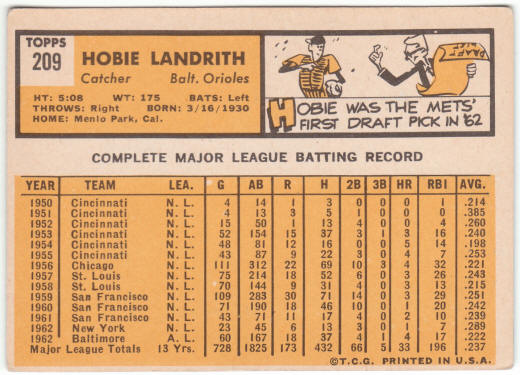 TOPPS
209
HOBIE LANDRITH
Catcher Balt. Orioles
HT: 5:08 WT: 175 BATS: Left
THROWS: Right BORN: 3/16/1930
HOME: Menlo Park, Cal.
DRAFT
HOBIE WAS THE METS'
FIRST DRAFT PICK IN '62
COMPLETE MAJOR LEAGUE BATTING RECORD
YEAR TEAM LEA. G AB R H 2B 3B HR RBI AVG.
1950 Cincinnati N. L. 4 14 1 3 0 0 0 1 .214
1951 Cincinnati N. L. 4 13 3 5 1 0 0 0 .385
1952 Cincinnati N. L. 15 50 1 13 4 0 0 4 .260
1953 Cincinnati N. L. 52 154 15 37 3 1 3 16 .240
1954 Cincinnati N. L. 48 81 12 16 0 0 5 14 .198
1955 Cincinnati N. L. 43 87 9 22 3 0 4 7 .253
1956 Chicago N. L. 111 312 22 69 10 3 4 32 .221
1957 St. Louis N. L. 75 214 18 52 6 0 3 26 .243
1958 St. Louis N. L. 70 144 9 31 4 0 3 13 .215
1959 San Francisco N. L. 109 283 30 71 14 0 3 29 .251
1960 San Francisco N. L. 71 190 18 46 10 0 1 20 .242
1961 San Francisco N. L. 43 71 11 17 4 0 2 10 .239
1962 New York N. L. 23 45 6 13 3 0 1 7 .289
1962 Baltimore A. L. 60 167 18 37 4 1 4 17 .222
Major League Totals 13 Yrs. 728 1825 173 432 66 5 33 196 .237
©T.C.G. PRINTED IN U.S.A.